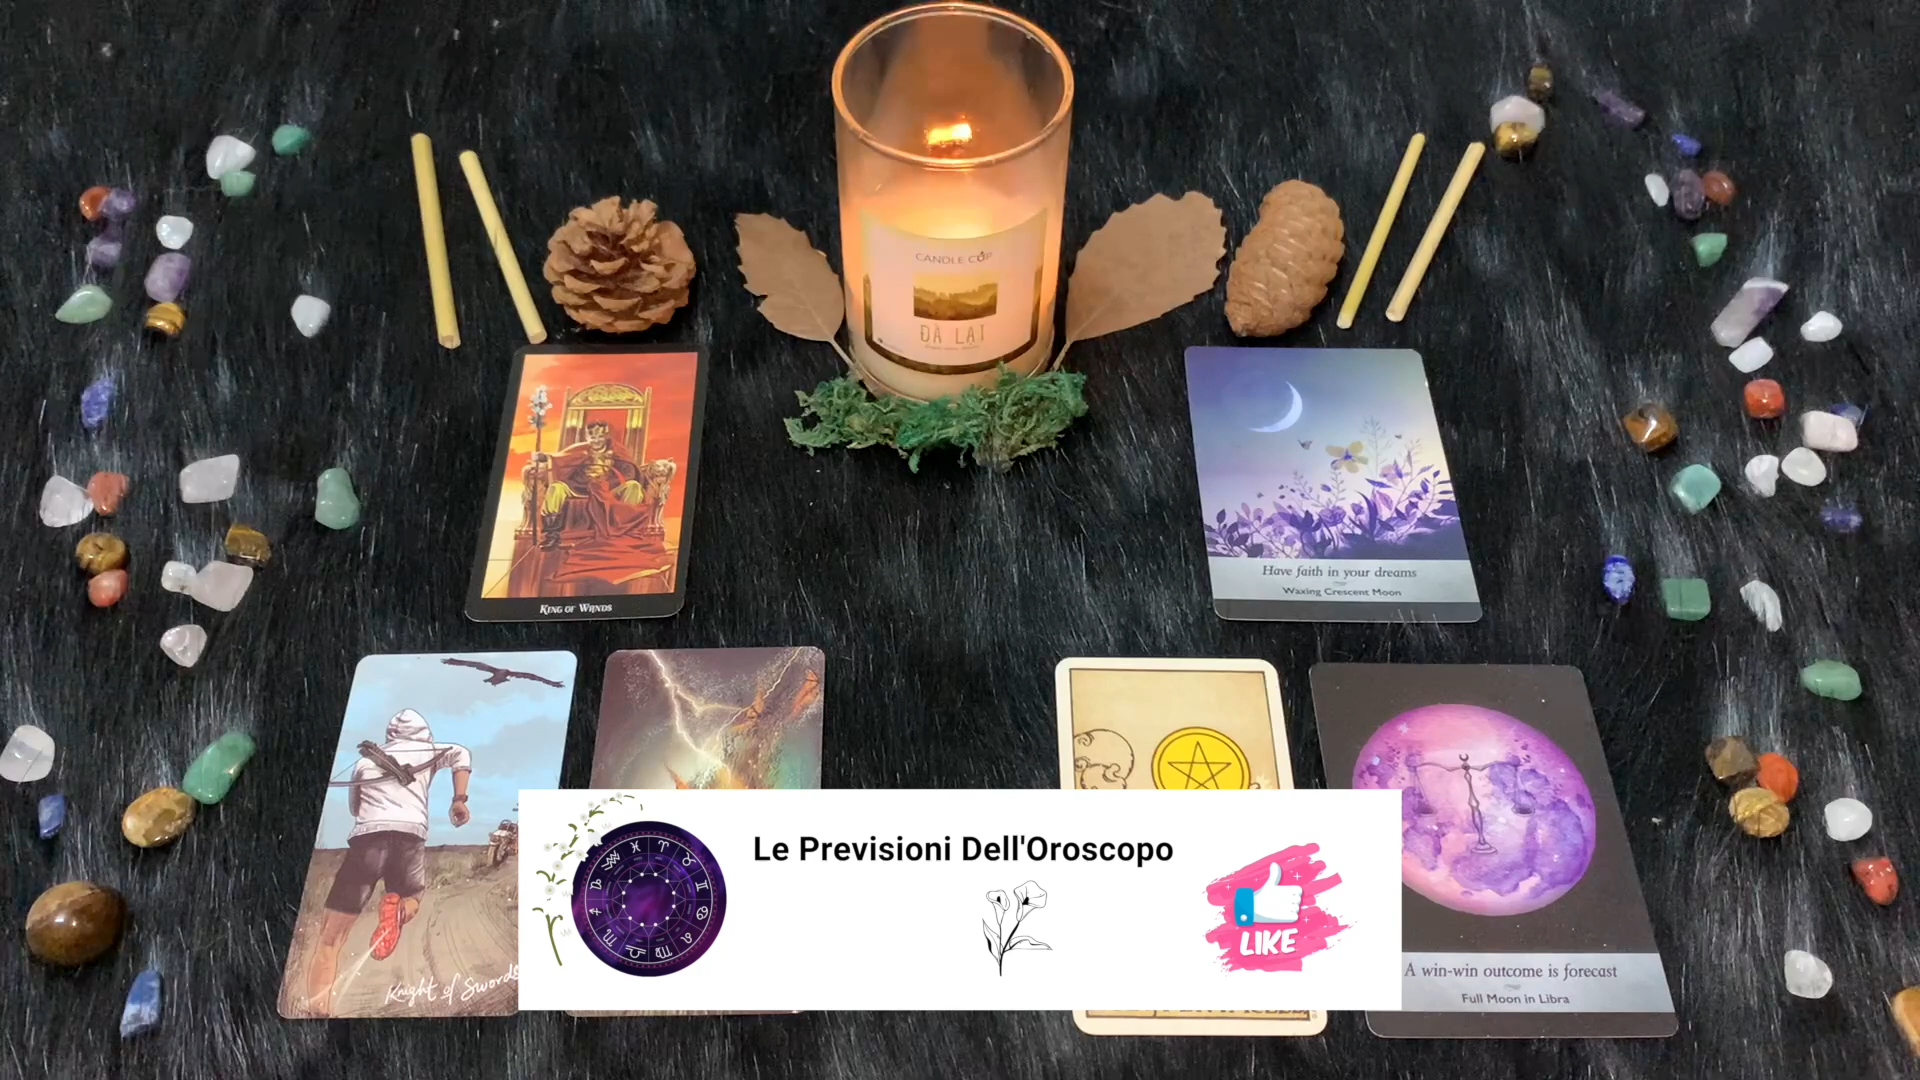 CANDLE CUP
ĐÀ LẠT
KING OF WANDS
Have faith in your dreams
Waxing Crescent Moon
Le Previsioni Dell'Oroscopo
LIKE
Knight of Swords
A win-win outcome is forecast
Full Moon in Libra